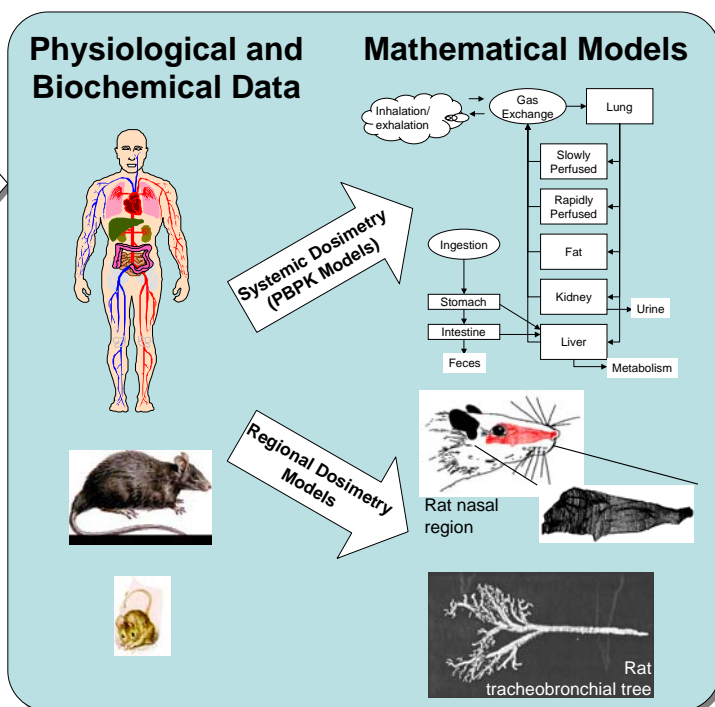 Physiological and
Biochemical Data
Mathematical Models
Inhalation/
exhalation
Gas
Exchange
Lung
Slowly
Perfused
Rapidly
Perfused
Fat
Kidney
Liver
Urine
Metabolism
Ingestion
Stomach
Intestine
Feces
Systemic Dosimetry
(PBPK Models)
Regional Dosimetry
Models
Rat nasal
region
Rat
tracheobronchial tree